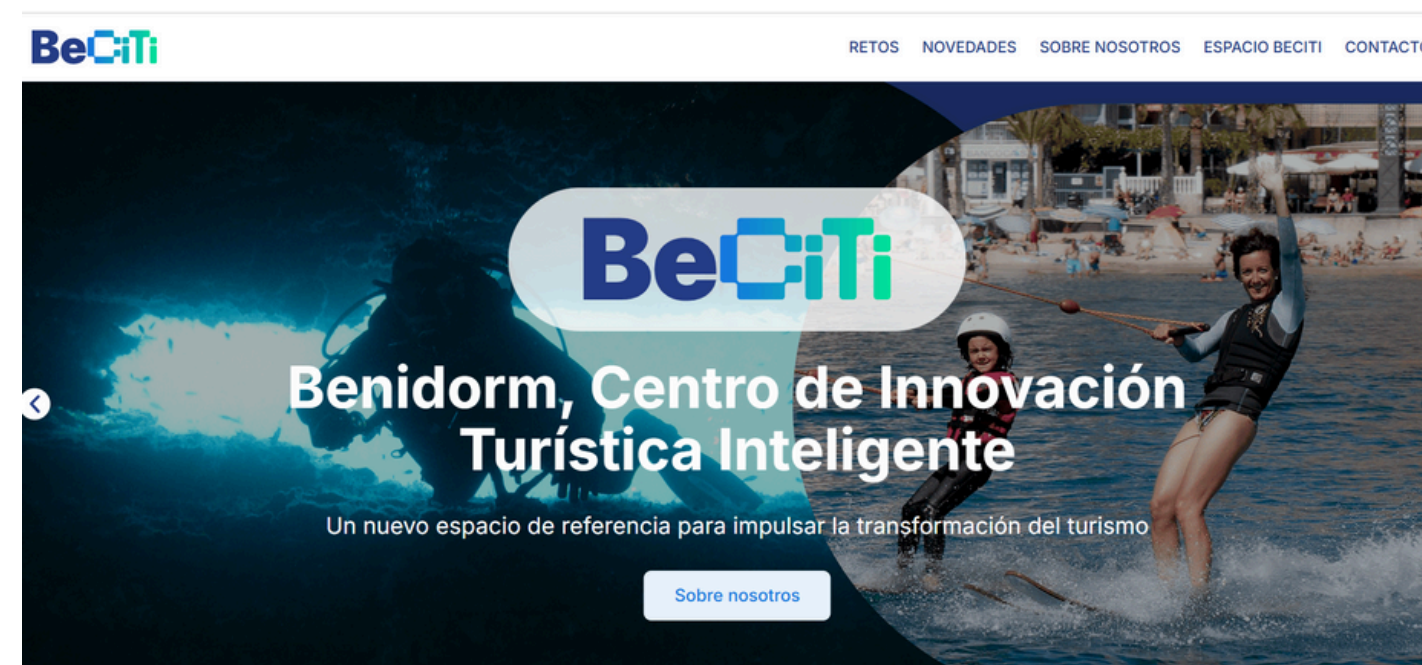 BeCiTi
RETOS NOVEDADES SOBRE NOSOTROS ESPACIO BECITI CONTACTO
BeCiTi
Benidorm, Centro de Innovación
Turística Inteligente
Un nuevo espacio de referencia para impulsar la transformación del turismo
Sobre nosotros